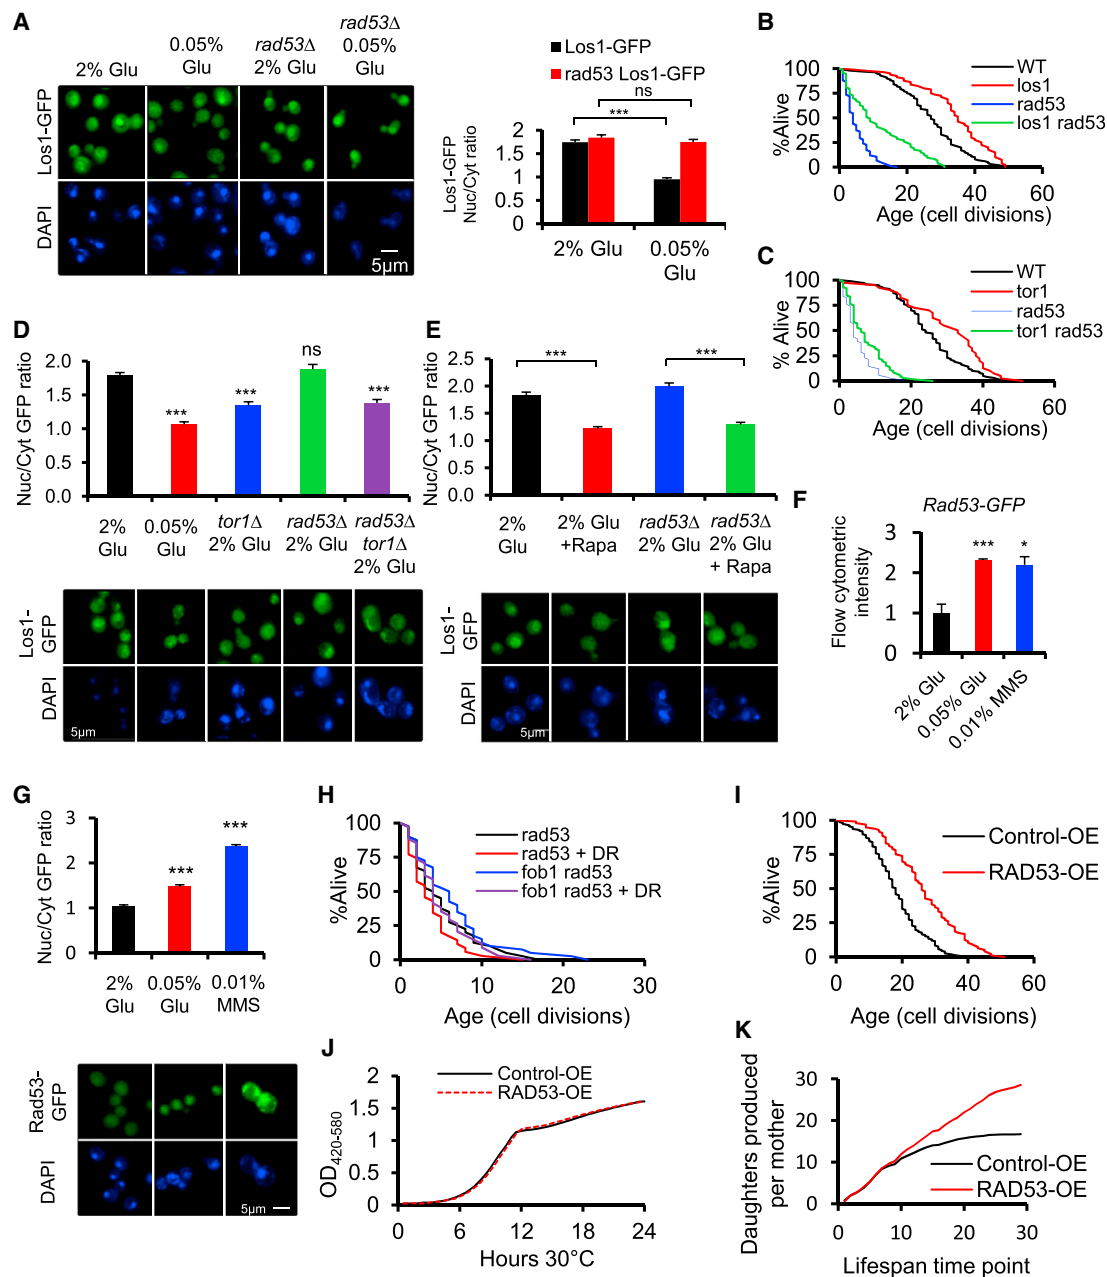 A
2% Glu
0.05%
Glu
rad53Δ
2% Glu
rad53Δ
0.05%
Glu
Los1-GFP
DAPI
5μm
Los1-GFP
rad53 Los1-GFP
ns
***
Los1-GFP
Nuc/Cyt ratio
2
1.5
1
0.5
0
2% Glu
0.05%
Glu
B
%Alive
100
75
50
25
0
0
20
40
60
Age (cell divisions)
WT
los1
rad53
los1 rad53
C
% Alive
100
75
50
25
0
0
20
40
60
Age (cell divisions)
WT
tor1
rad53
tor1 rad53
D
Nuc/Cyt GFP ratio
2.0
1.5
1.0
0.5
0.0
***
***
ns
***
2%
Glu
0.05%
Glu
tor1Δ
2% Glu
rad53Δ
2% Glu
rad53Δ
tor1Δ
2% Glu
Los1-
GFP
DAPI
5μm
E
Nuc/Cyt GFP ratio
2.5
2.0
1.5
1.0
0.5
0.0
***
***
2%
Glu
2% Glu
+Rapa
rad53Δ
2% Glu
rad53Δ
2% Glu
+ Rapa
Los1-
GFP
DAPI
5μm
F
Rad53-GFP
Flow cytometric
intensity
3
2
1
0
***
*
2% Glu
0.05% Glu
0.01% MMS
G
Nuc/Cyt GFP ratio
3
2
1
0
***
***
2%
Glu
0.05%
Glu
0.01%
MMS
Rad53-
GFP
DAPI
5μm
H
%Alive
100
75
50
25
0
0
10
20
30
Age (cell divisions)
rad53
rad53 + DR
fob1 rad53
fob1 rad53 + DR
I
%Alive
100
75
50
25
0
0
20
40
60
Age (cell divisions)
Control-OE
RAD53-OE
J
OD420-580
2
1.5
1
0.5
0
0
6
12
18
24
Hours 30°C
Control-OE
RAD53-OE
K
Daughters produced
per mother
30
20
10
0
0
10
20
30
Lifespan time point
Control-OE
RAD53-OE